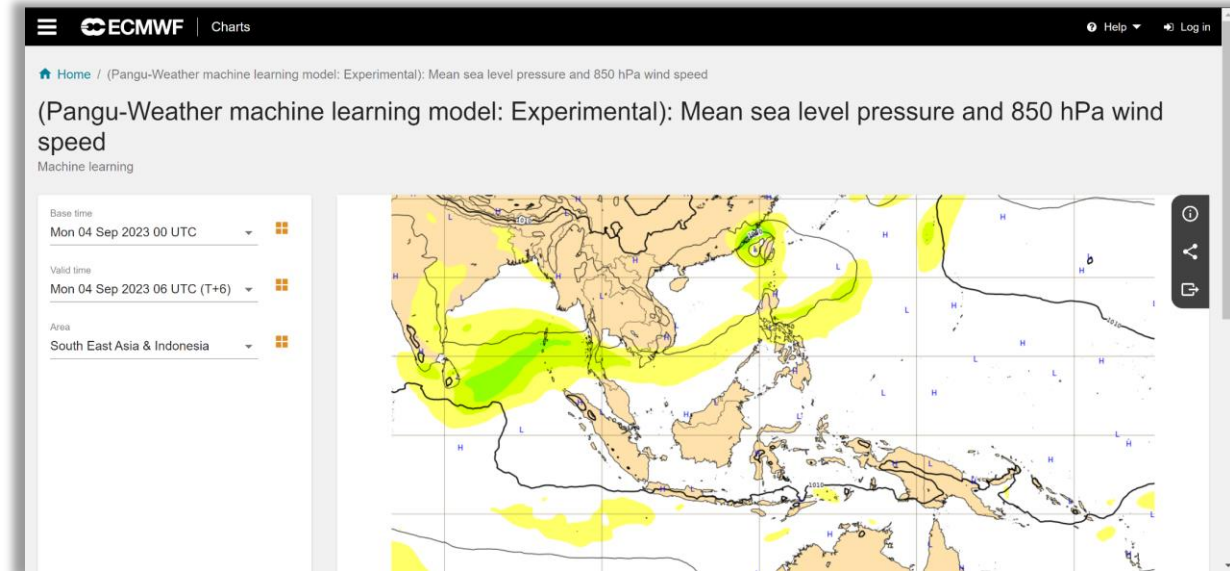 ECMWF Charts Help Log in
Home / (Pangu-Weather machine learning model: Experimental): Mean sea level pressure and 850 hPa wind speed
(Pangu-Weather machine learning model: Experimental): Mean sea level pressure and 850 hPa wind
speed
Machine learning
Base time
Mon 04 Sep 2023 00 UTC
Valid time
Mon 04 Sep 2023 06 UTC (T+6)
Area
South East Asia & Indonesia
1010
1010